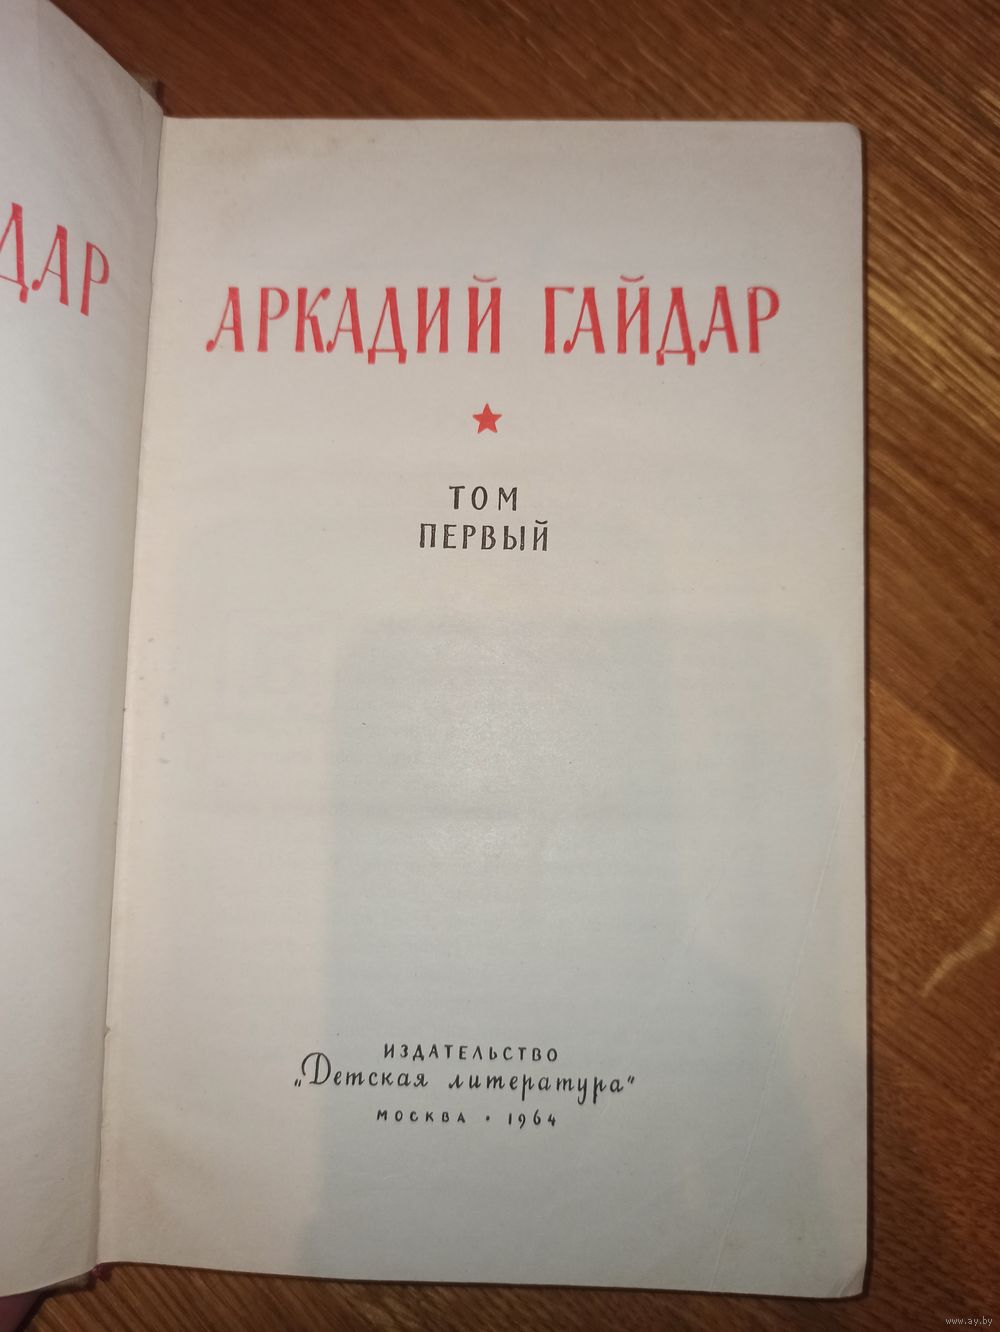 ДАР
АРКАДИЙ ГАЙДАР
ТОМ
ПЕРВЫЙ
ИЗДАТЕЛЬСТВО
„Детская литература"
МОСКВА • 1964
www.ay.by